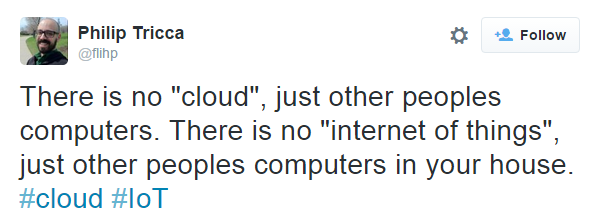 Philip Tricca
@flihp
Follow
There is no "cloud", just other peoples
computers. There is no "internet of things",
just other peoples computers in your house.
#cloud #IoT